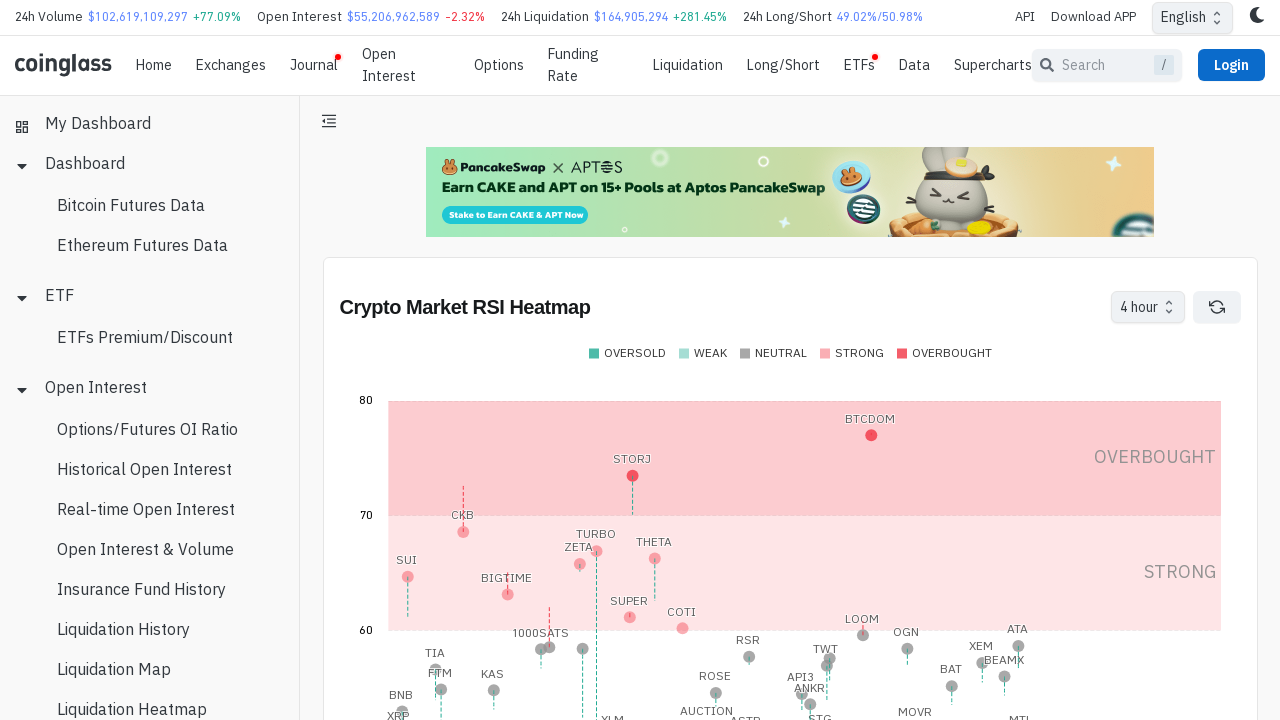 24h Volume $102,619,109,297 +77.09% Open Interest $55,206,962,589 -2.32% 24h Liquidation $164,905,294 +281.45% 24h Long/Short 49.02%/50.98% API Download APP English
coinglass Home Exchanges Journal Open Interest Options Funding Rate Liquidation Long/Short ETFs Data Supercharts Search / Login
My Dashboard
Dashboard
Bitcoin Futures Data
Ethereum Futures Data
ETF
ETFs Premium/Discount
Open Interest
Options/Futures OI Ratio
Historical Open Interest
Real-time Open Interest
Open Interest & Volume
Insurance Fund History
Liquidation History
Liquidation Map
Liquidation Heatmap
PancakeSwap × APTOS
Earn CAKE and APT on 15+ Pools at Aptos PancakeSwap
Stake to Earn CAKE & APT Now
Crypto Market RSI Heatmap 4 hour
OVERSOLD WEAK NEUTRAL STRONG OVERBOUGHT
80
BTCDOM
OVERBOUGHT
STORJ
70
CKB
TURBO
ZETA THETA
SUI
STRONG
BIGTIME
SUPER
COTI
LOOM
60
1000SATS OGN ATA
RSR
TWT XEM
TIA
BEAMX
FTM KAS ROSE API3 BAT
ANKR
BNB
AUCTION MOVR
XRP
XLM ASTR STG MTL